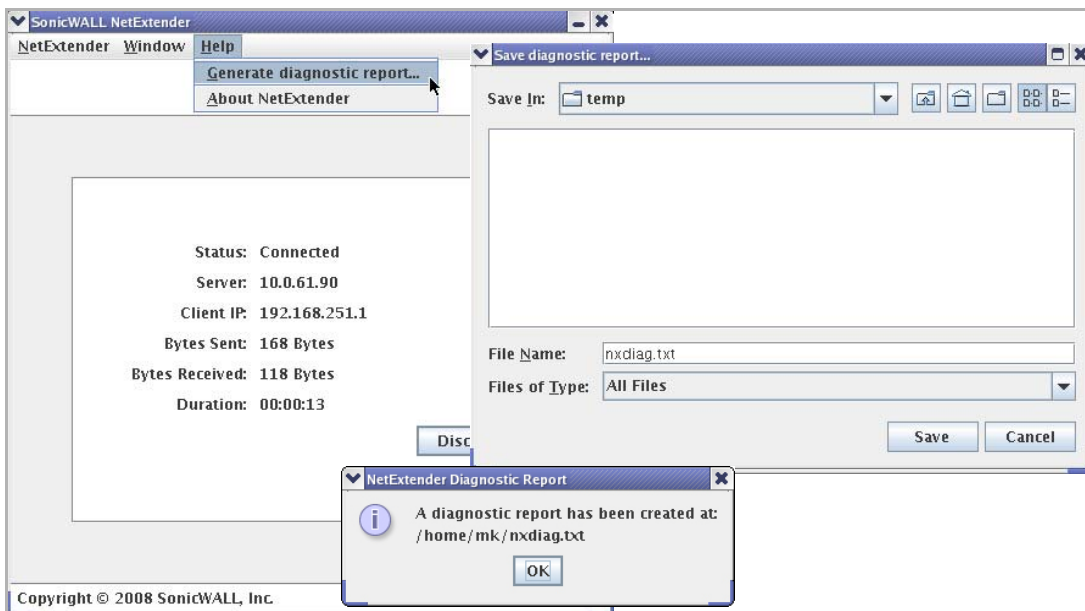 SonicWALL NetExtender
NetExtender Window Help
Generate diagnostic report...
About NetExtender
Status: Connected
Server: 10.0.61.90
Client IP: 192.168.251.1
Bytes Sent: 168 Bytes
Bytes Received: 118 Bytes
Duration: 00:00:13
Disc
Copyright © 2008 SonicWALL, Inc.
Save diagnostic report...
Save In: temp
File Name: nxdiag.txt
Files of Type: All Files
Save Cancel
NetExtender Diagnostic Report
A diagnostic report has been created at:
/home/mk/nxdiag.txt
OK